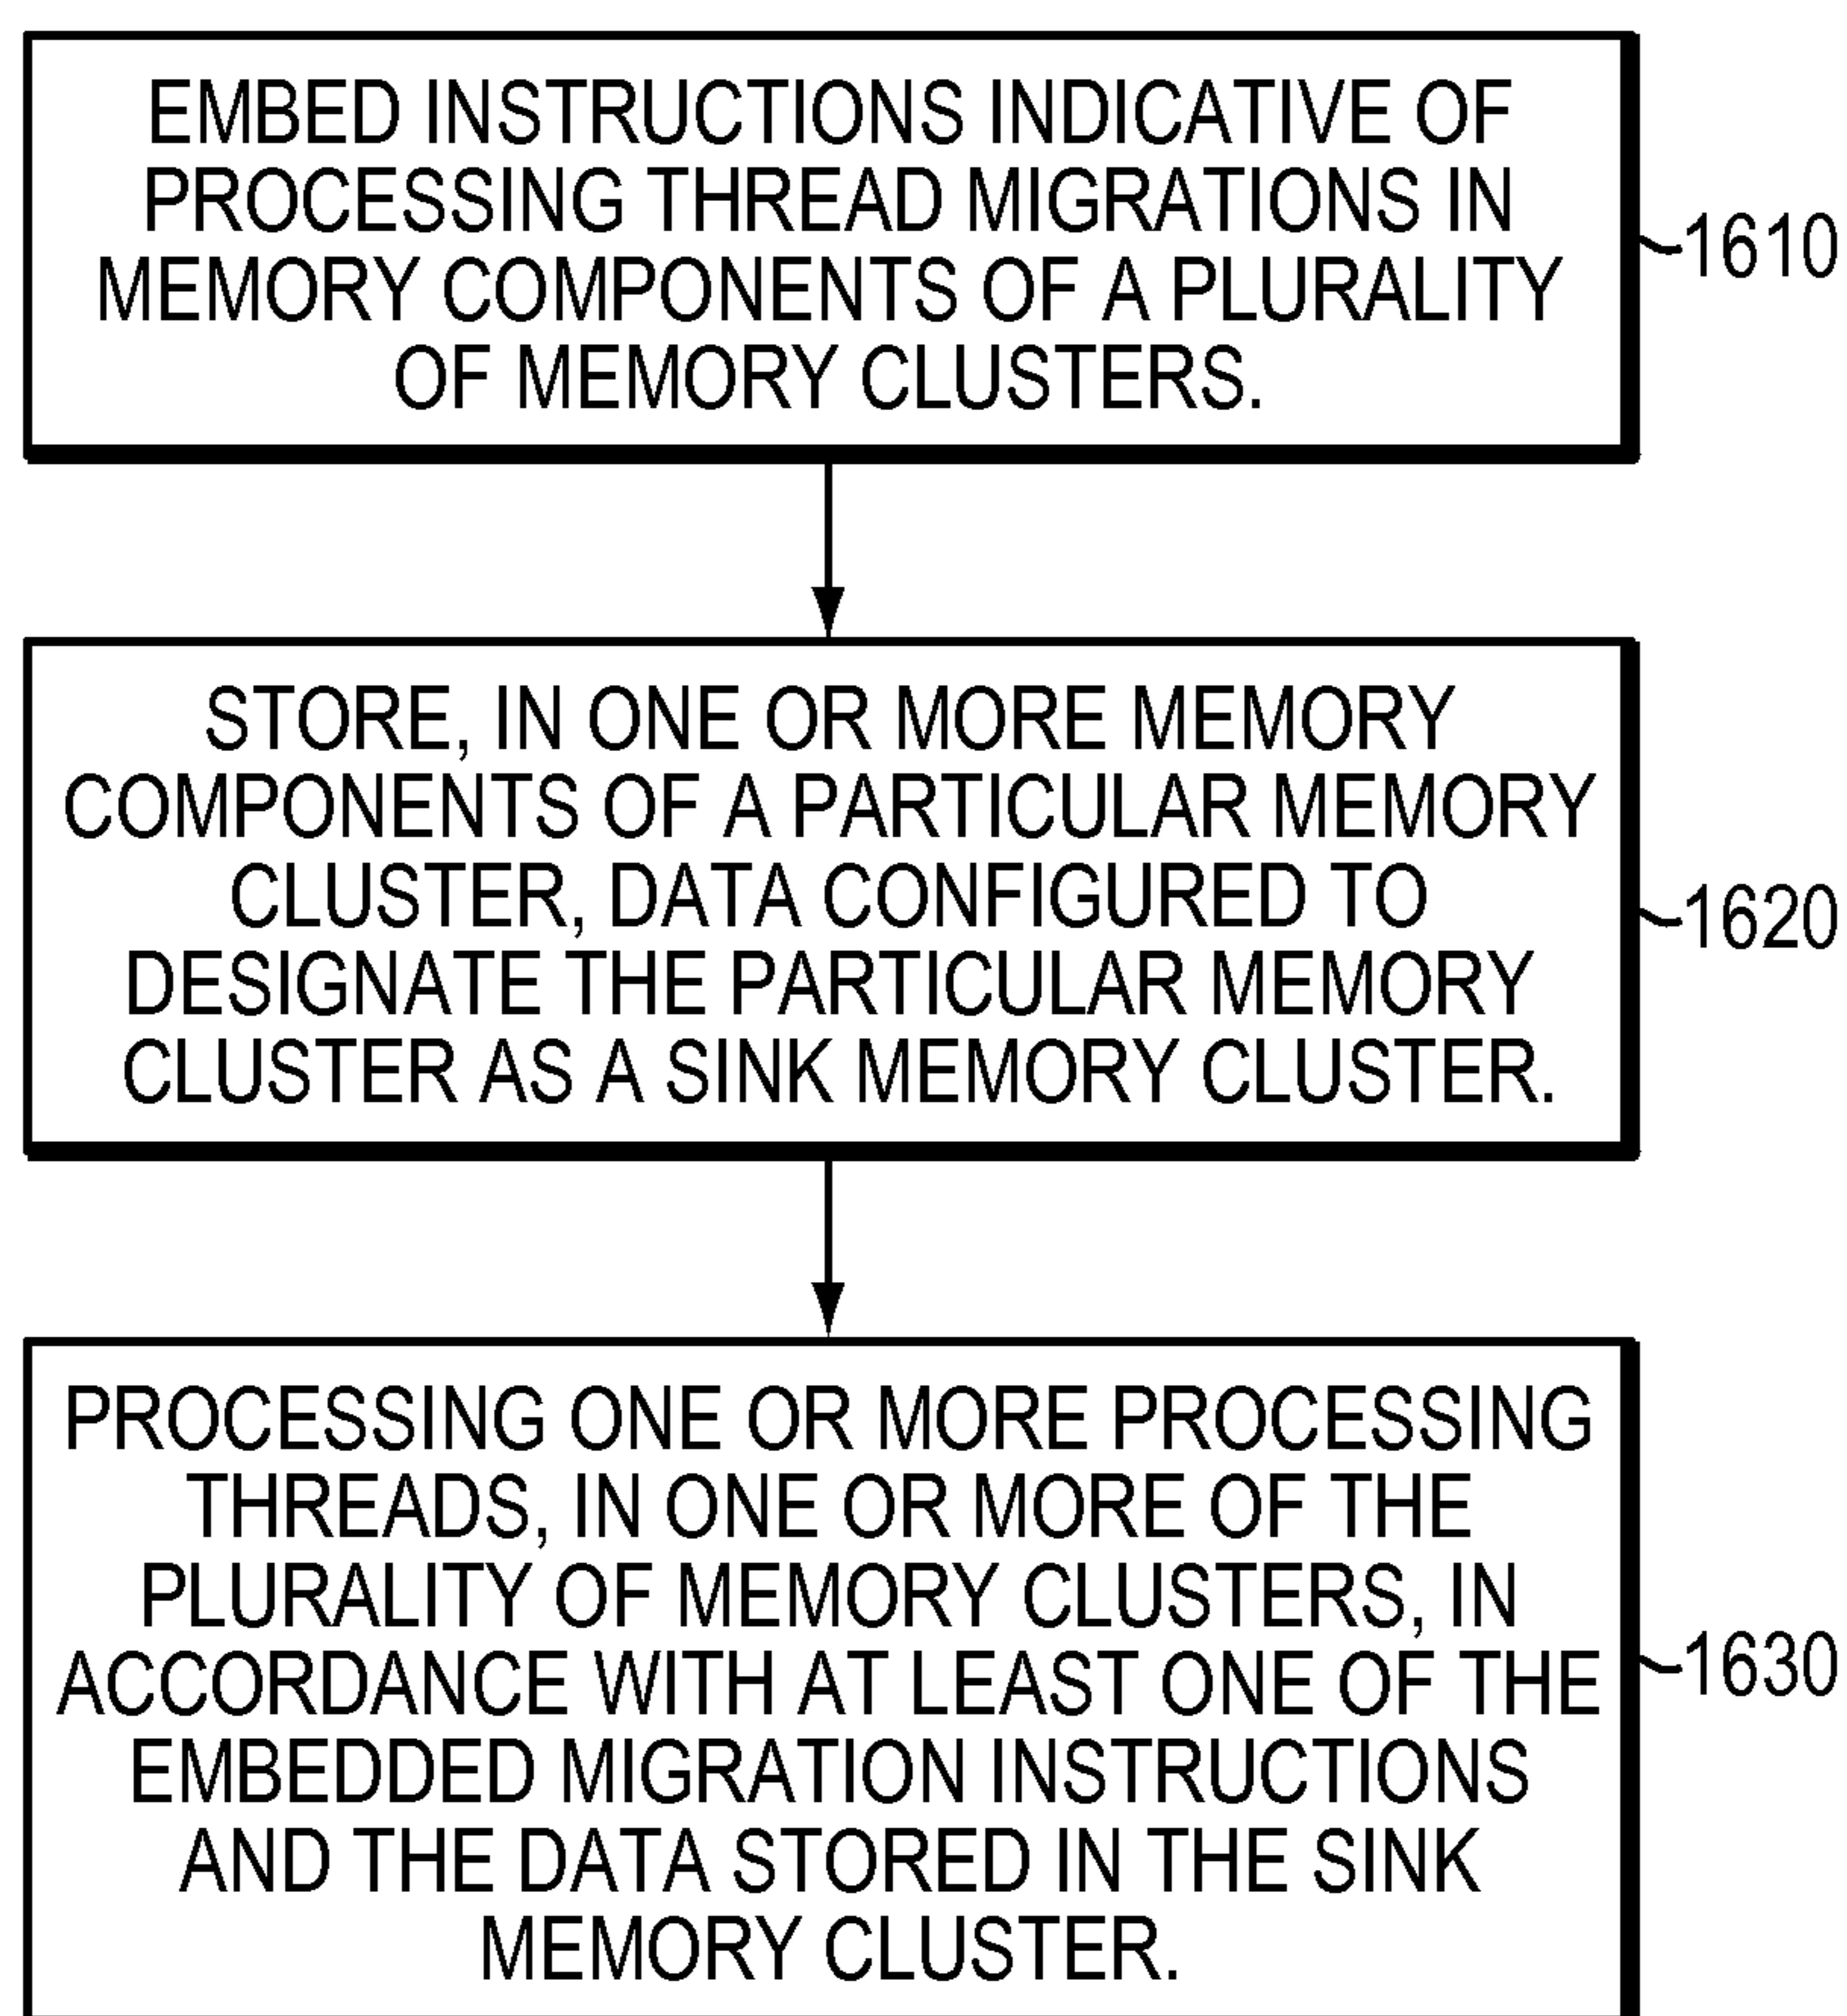 EMBED INSTRUCTIONS INDICATIVE OF
PROCESSING THREAD MIGRATIONS IN
MEMORY COMPONENTS OF A PLURALITY
OF MEMORY CLUSTERS.
1610
STORE, IN ONE OR MORE MEMORY
COMPONENTS OF A PARTICULAR MEMORY
CLUSTER, DATA CONFIGURED TO
DESIGNATE THE PARTICULAR MEMORY
CLUSTER AS A SINK MEMORY CLUSTER.
1620
PROCESSING ONE OR MORE PROCESSING
THREADS, IN ONE OR MORE OF THE
PLURALITY OF MEMORY CLUSTERS, IN
ACCORDANCE WITH AT LEAST ONE OF THE
EMBEDDED MIGRATION INSTRUCTIONS
AND THE DATA STORED IN THE SINK
MEMORY CLUSTER.
1630